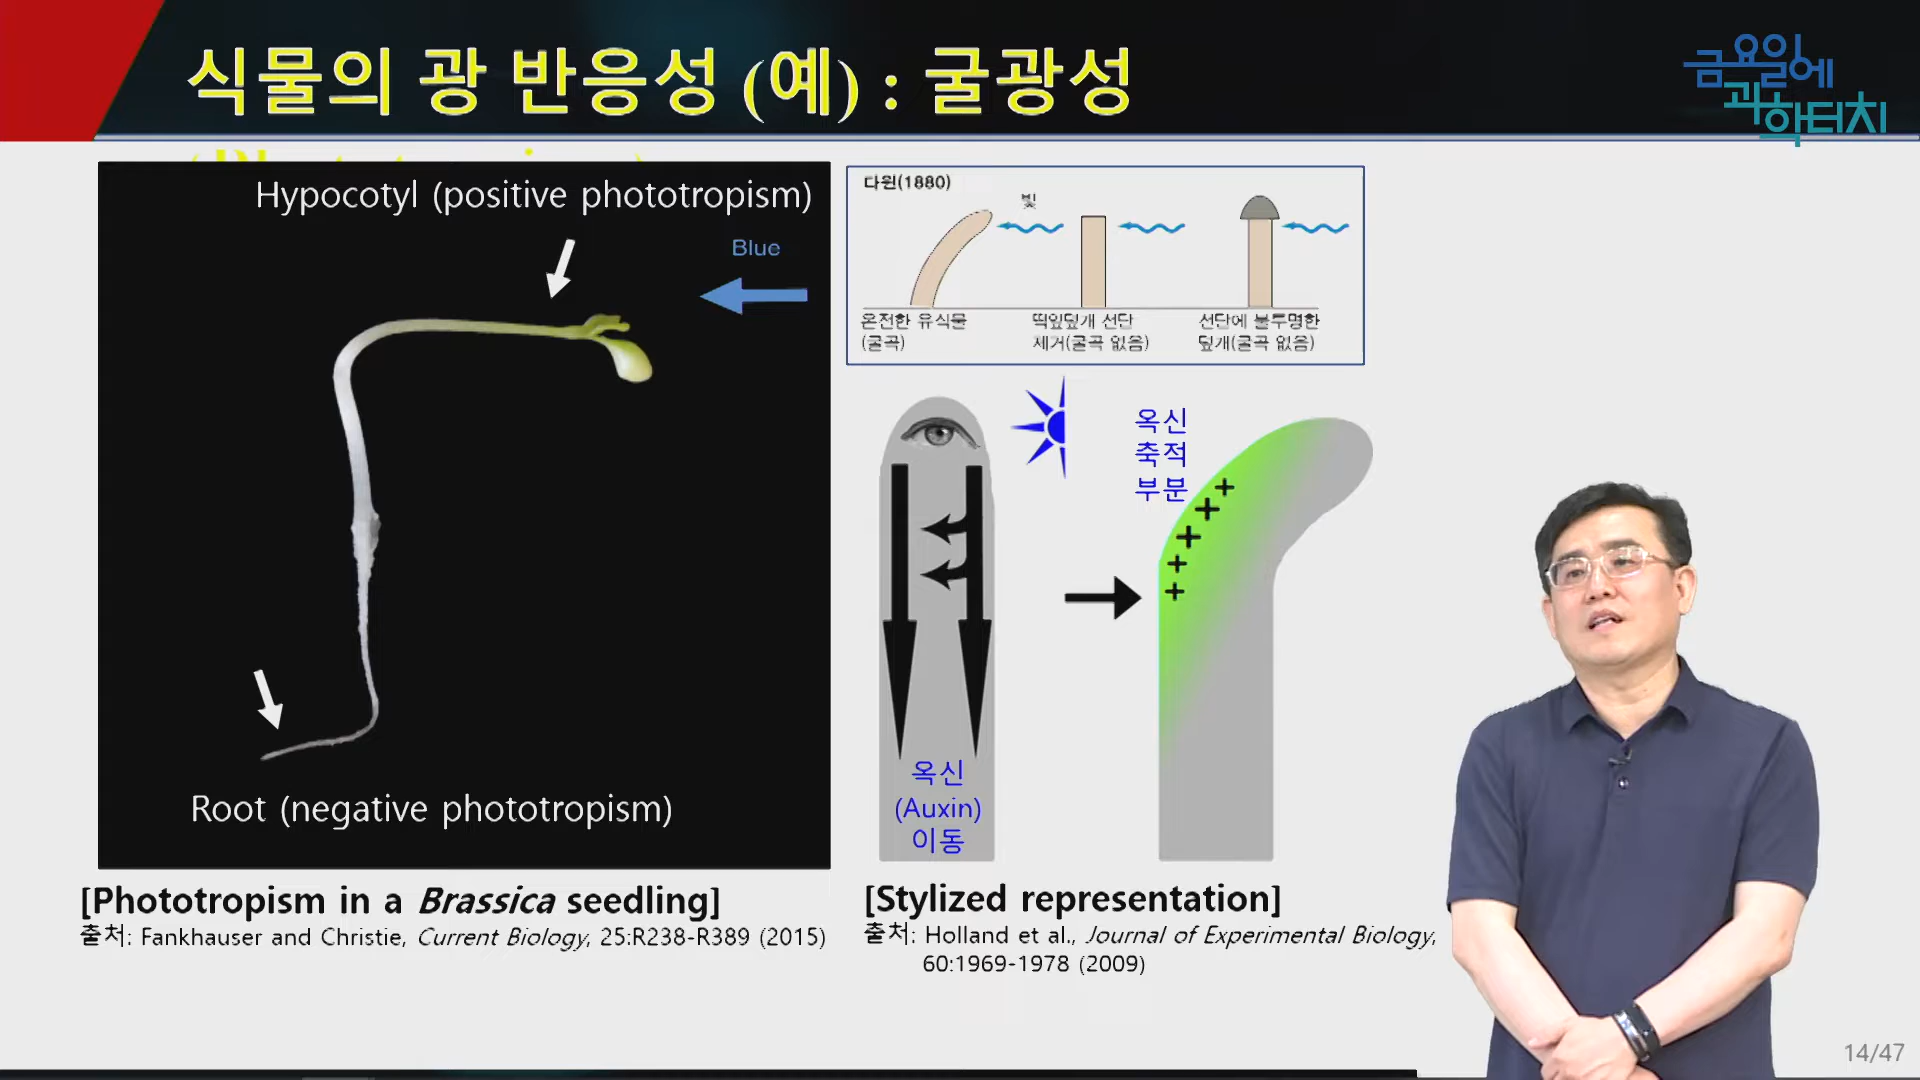 식물의 광 반응성 (예) : 굴광성
금요일에
과학터치
Hypocotyl (positive phototropism)
Blue
Root (negative phototropism)
[Phototropism in a Brassica seedling]
출처: Fankhauser and Christie, Current Biology, 25:R238-R389 (2015)
다윈(1880)
빛
온전한 유식물
(굴곡)
떡잎덮개 선단
제거(굴곡 없음)
선단에 불투명한
덮개(굴곡 없음)
옥신
축적
부분
+
+
+
+
+
옥신
(Auxin)
이동
[Stylized representation]
출처: Holland et al., Journal of Experimental Biology,
60:1969-1978 (2009)
14/47